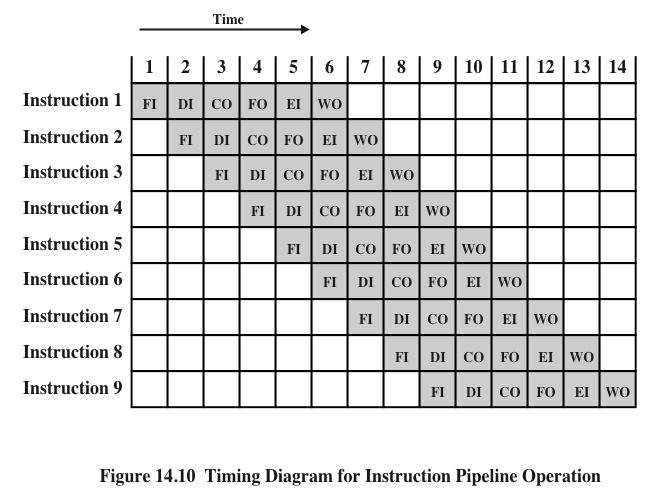 Time
1 2 3 4 5 6 7 8 9 10 11 12 13 14
Instruction 1 FI DI CO FO EI WO
Instruction 2 FI DI CO FO EI WO
Instruction 3 FI DI CO FO EI WO
Instruction 4 FI DI CO FO EI WO
Instruction 5 FI DI CO FO EI WO
Instruction 6 FI DI CO FO EI WO
Instruction 7 FI DI CO FO EI WO
Instruction 8 FI DI CO FO EI WO
Instruction 9 FI DI CO FO EI WO
Figure 14.10 Timing Diagram for Instruction Pipeline Operation